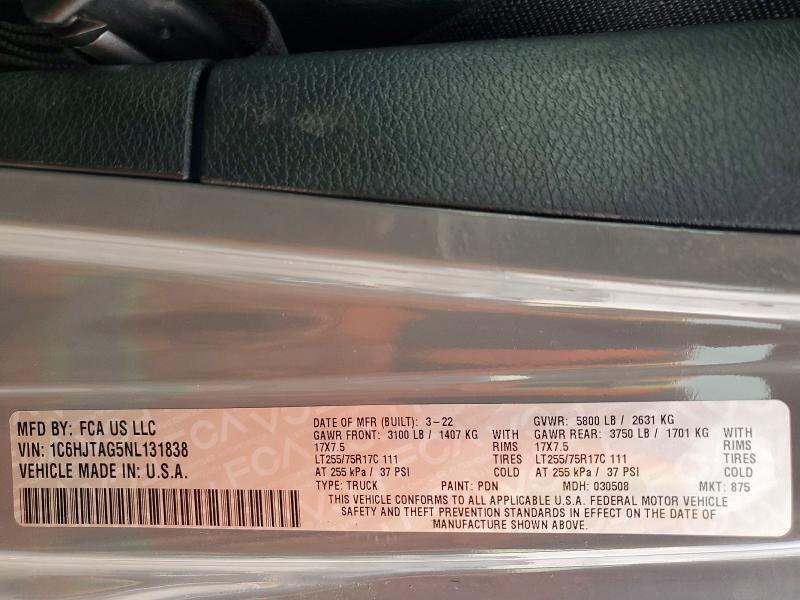 MFD BY: FCA US LLC
VIN: 1C6HJTAG5NL131838
VEHICLE MADE IN: U.S.A.
DATE OF MFR (BUILT): 3-22
GAWR FRONT: 3100 LB / 1407 KG WITH
17X7.5 RIMS
LT255/75R17C 111 TIRES
AT 255 kPa / 37 PSI COLD
TYPE: TRUCK PAINT: PDN
GVWR: 5800 LB / 2631 KG
GAWR REAR: 3750 LB / 1701 KG WITH
17X7.5 RIMS
LT255/75R17C 111 TIRES
AT 255 kPa / 37 PSI COLD
MDH: 030508 MKT: 875
THIS VEHICLE CONFORMS TO ALL APPLICABLE U.S.A. FEDERAL MOTOR VEHICLE
SAFETY AND THEFT PREVENTION STANDARDS IN EFFECT ON THE DATE OF
MANUFACTURE SHOWN ABOVE.